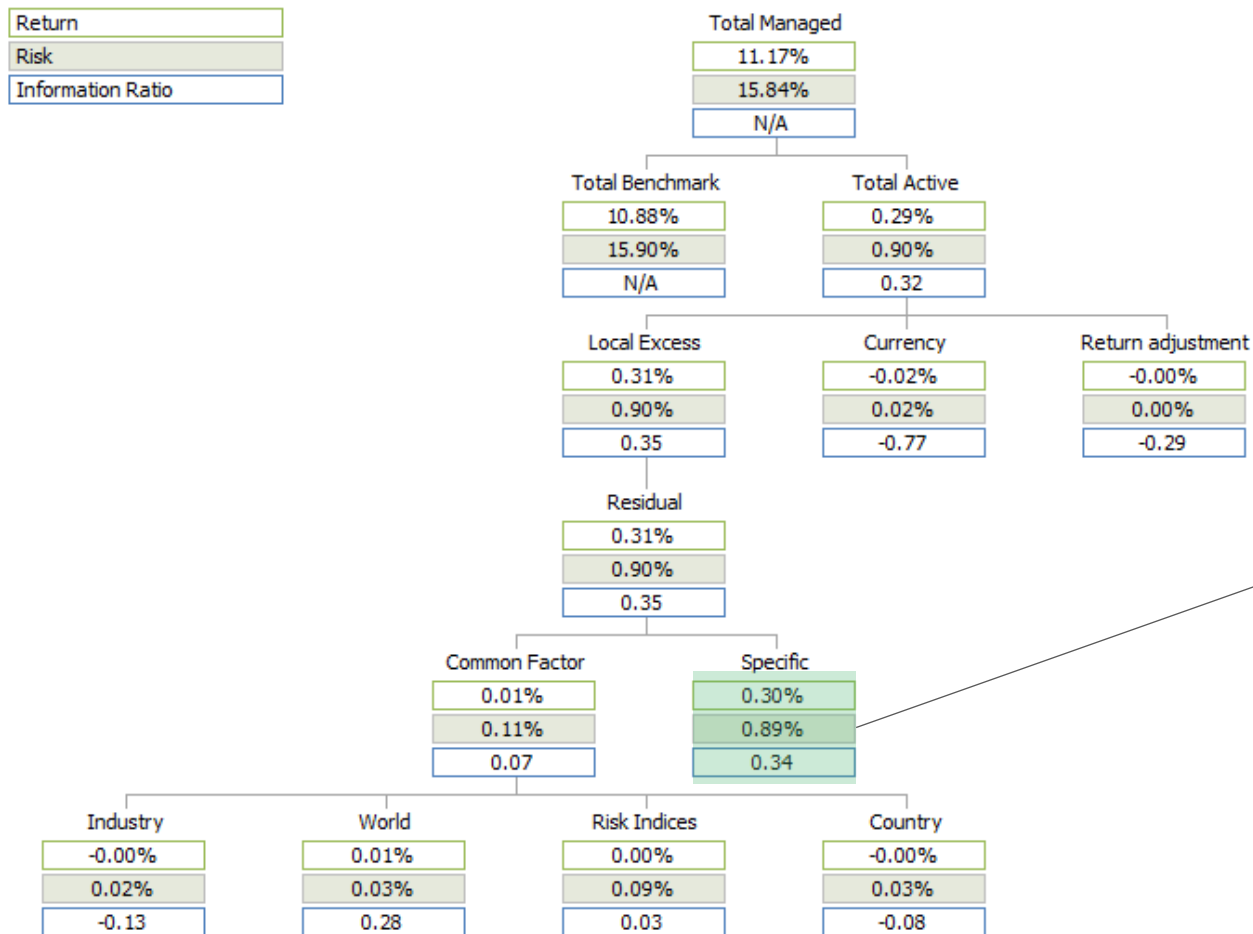 Return
Risk
Information Ratio
Total Managed
11.17%
15.84%
N/A
Total Benchmark
10.88%
15.90%
N/A
Total Active
0.29%
0.90%
0.32
Local Excess
0.31%
0.90%
0.35
Currency
-0.02%
0.02%
-0.77
Return adjustment
-0.00%
0.00%
-0.29
Residual
0.31%
0.90%
0.35
Common Factor
0.01%
0.11%
0.07
Specific
0.30%
0.89%
0.34
Industry
-0.00%
0.02%
-0.13
World
0.01%
0.03%
0.28
Risk Indices
0.00%
0.09%
0.03
Country
-0.00%
0.03%
-0.08